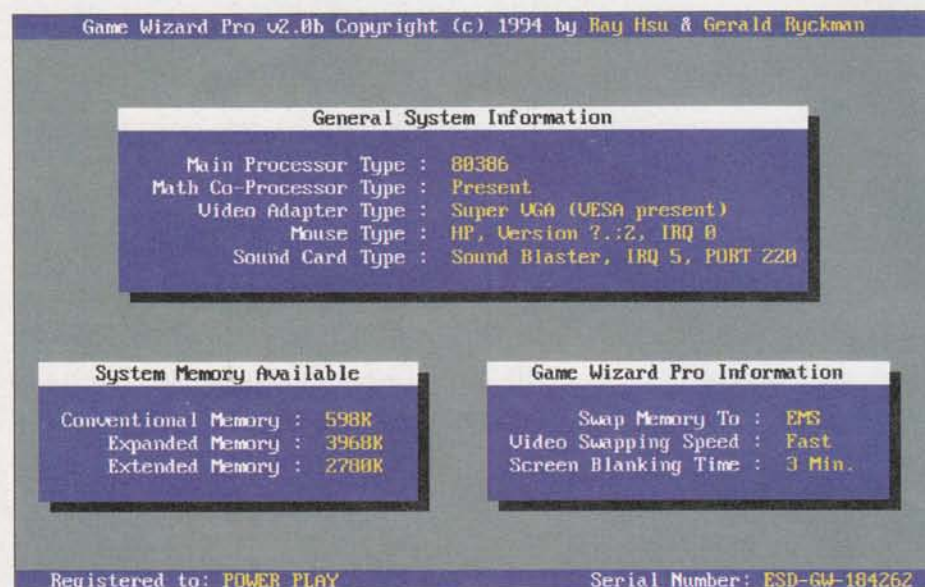 Game Wizard Pro v2.0b Copyright (c) 1994 by Ray Hsu & Gerald Ryckman
General System Information
Main Processor Type : 80386
Math Co-Processor Type : Present
Video Adapter Type : Super VGA (VESA present)
Mouse Type : HP, Version ?.:2, IRQ 0
Sound Card Type : Sound Blaster, IRQ 5, PORT 220
System Memory Available
Conventional Memory : 598K
Expanded Memory : 3968K
Extended Memory : 2780K
Game Wizard Pro Information
Swap Memory To : EMS
Video Swapping Speed : Fast
Screen Blanking Time : 3 Min.
Registered to: POWER PLAY
Serial Number: ESD-GW-184262